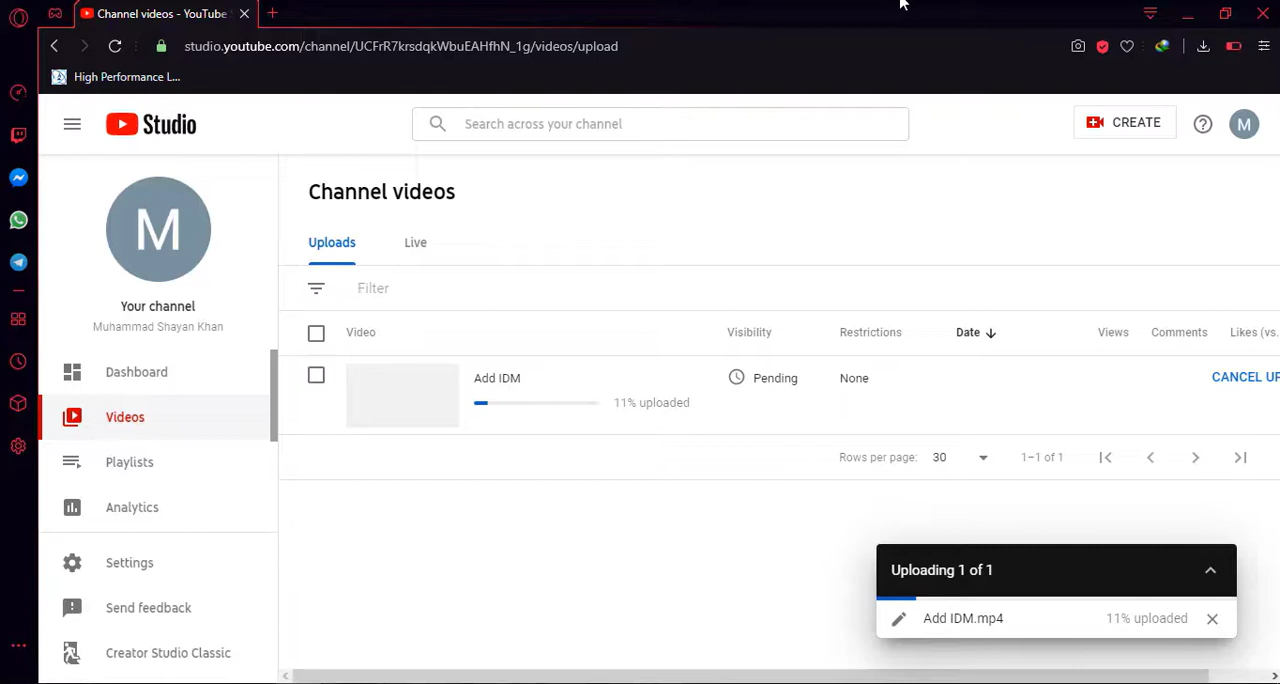 Channel videos - YouTube
studio.youtube.com/channel/UCFrR7krsdqkWbuEAHfhN_1g/videos/upload
High Performance L...
Studio
Search across your channel
CREATE
M
M
Your channel
Muhammad Shayan Khan
Dashboard
Videos
Playlists
Analytics
Settings
Send feedback
Creator Studio Classic
Channel videos
Uploads Live
Filter
Video Visibility Restrictions Date Views Comments Likes (vs.
Add IDM Pending None CANCEL UP
11% uploaded
Rows per page: 30 1–1 of 1
Uploading 1 of 1
Add IDM.mp4 11% uploaded